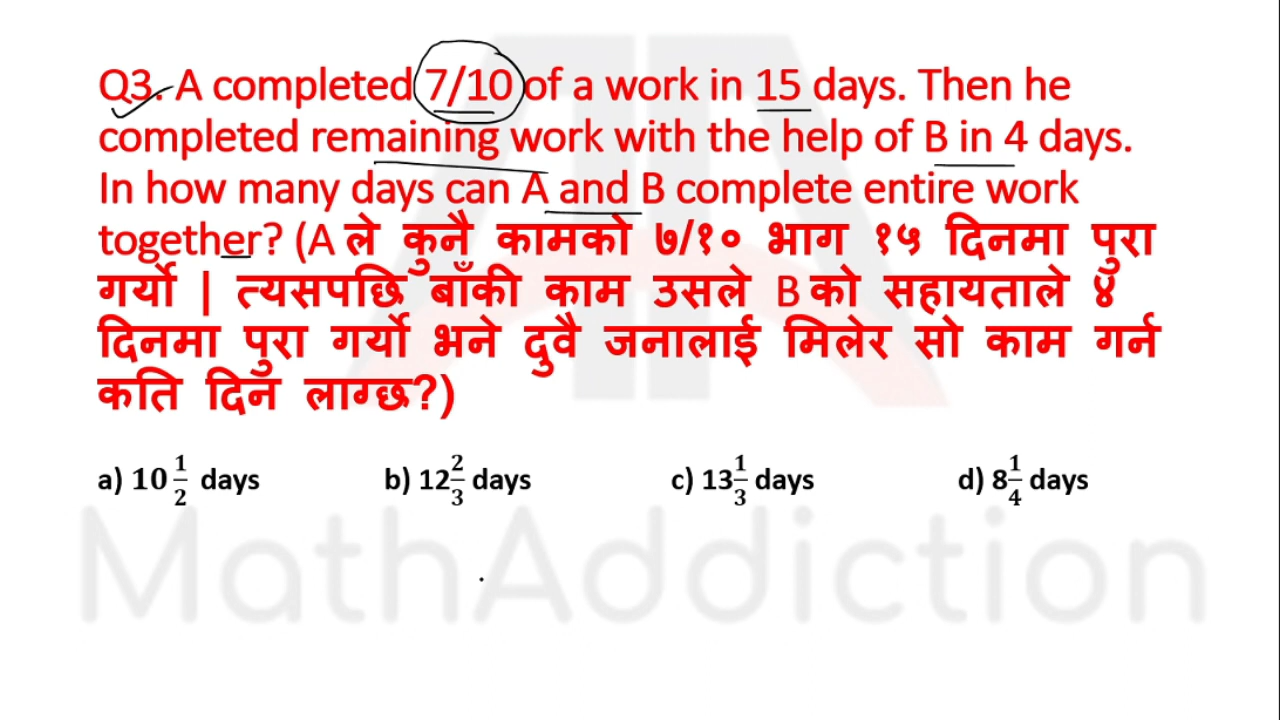 Q3. A completed 7/10 of a work in 15 days. Then he
completed remaining work with the help of B in 4 days.
In how many days can A and B complete entire work
together? (A ले कुनै कामको ७/१० भाग १५ दिनमा पुरा
गर्यो | त्यसपछि बाँकी काम उसले B को सहायताले ४
दिनमा पुरा गर्यो भने दुवै जनालाई मिलेर सो काम गर्न
कति दिन लाग्छ?)
a) 10 1/2 days b) 12 2/3 days c) 13 1/3 days d) 8 1/4 days
MathAddiction